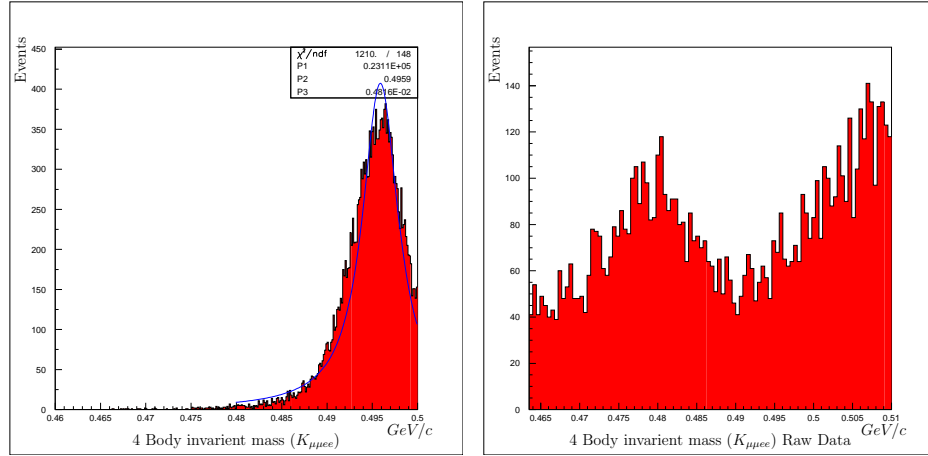 Events
450
400
350
300
250
200
150
100
50
0
χ²/ndf 1210. / 148
P1 0.2311E+05
P2 0.4959
P3 0.4816E-02
0.46 0.465 0.47 0.475 0.48 0.485 0.49 0.495 0.5
GeV/c
4 Body invarient mass (Kμμee)
Events
140
120
100
80
60
40
20
0
0.465 0.47 0.475 0.48 0.485 0.49 0.495 0.5 0.505 0.51
GeV/c
4 Body invarient mass (Kμμee) Raw Data